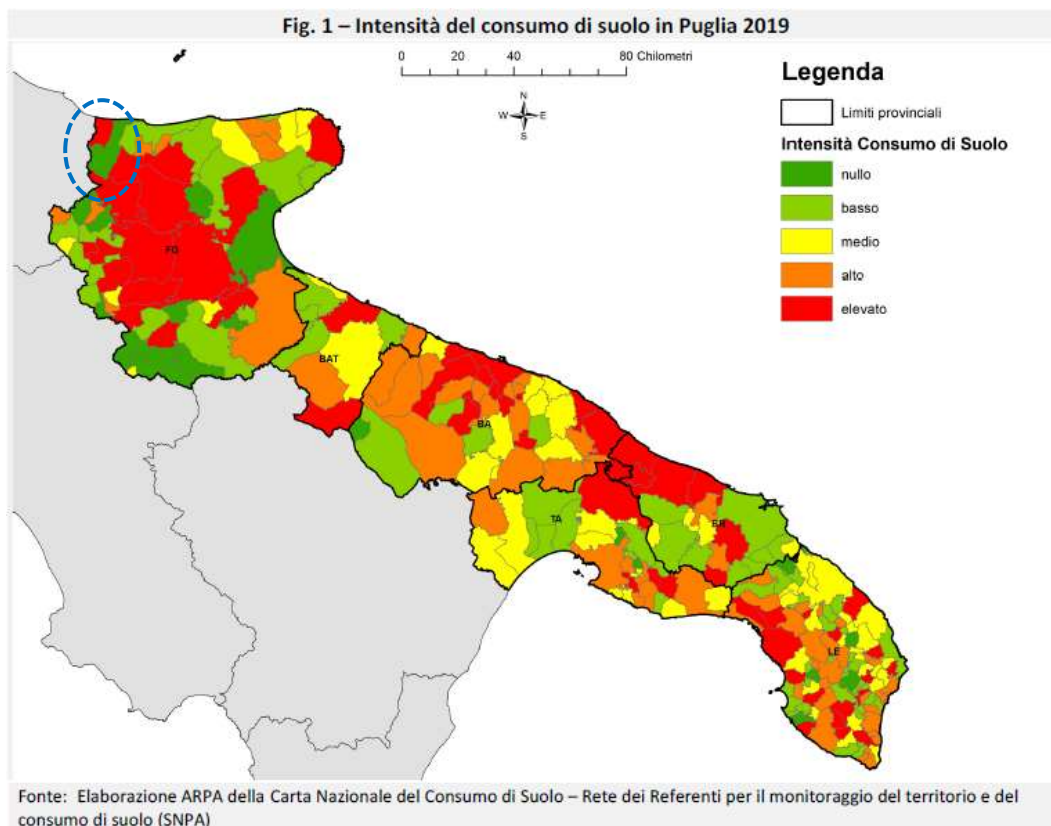 Fig. 1 – Intensità del consumo di suolo in Puglia 2019
0 20 40 80 Chilometri
N
W E
S
Legenda
Limiti provinciali
Intensità Consumo di Suolo
nullo
basso
medio
alto
elevato
FG
BAT
BA
TA
BR
LE
Fonte: Elaborazione ARPA della Carta Nazionale del Consumo di Suolo – Rete dei Referenti per il monitoraggio del territorio e del
consumo di suolo (SNPA)